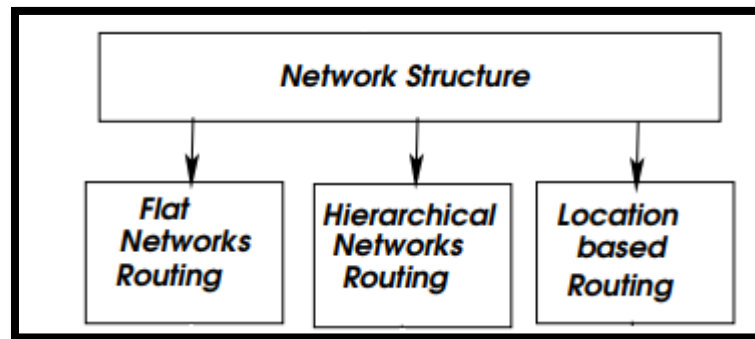 Network Structure
Flat
Networks
Routing
Hierarchical
Networks
Routing
Location
based
Routing